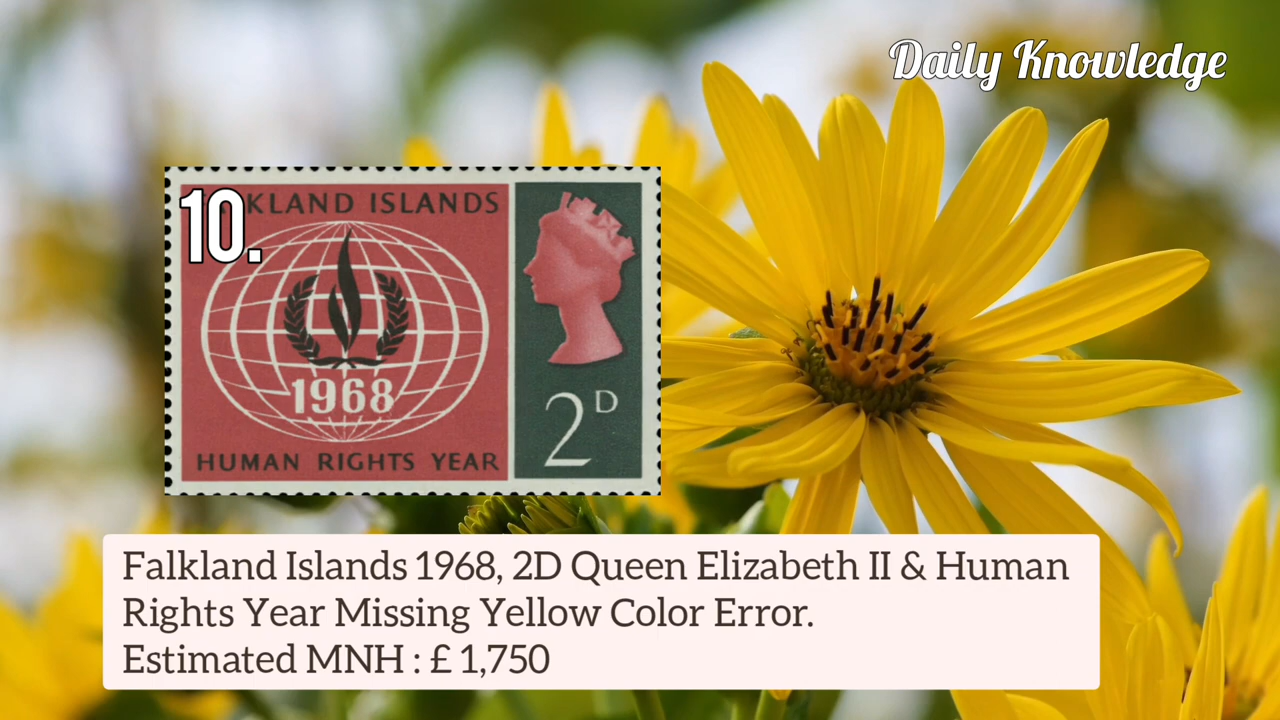 Daily Knowledge
10.
KLAND ISLANDS
1968
2D
HUMAN RIGHTS YEAR
Falkland Islands 1968, 2D Queen Elizabeth II & Human
Rights Year Missing Yellow Color Error.
Estimated MNH : £ 1,750